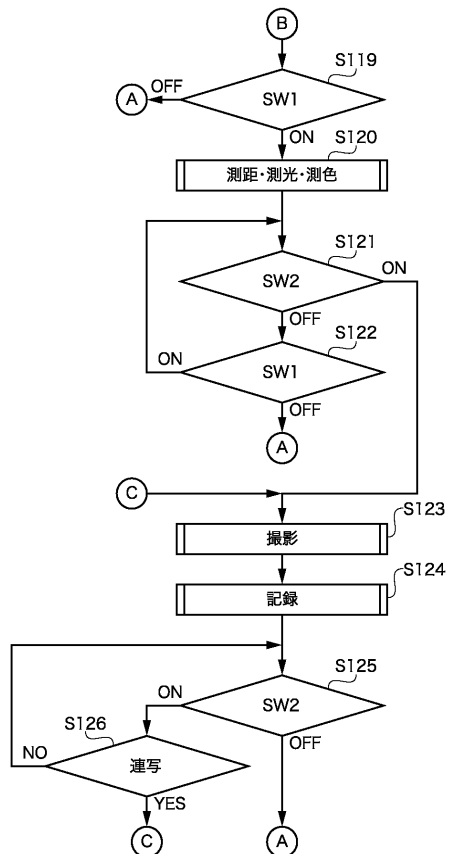 B
S119
OFF
A
SW1
ON
S120
測距・測光・測色
S121
ON
SW2
OFF
S122
ON
SW1
OFF
A
C
S123
撮影
S124
記録
S125
ON
SW2
S126
OFF
NO
連写
YES
C
A